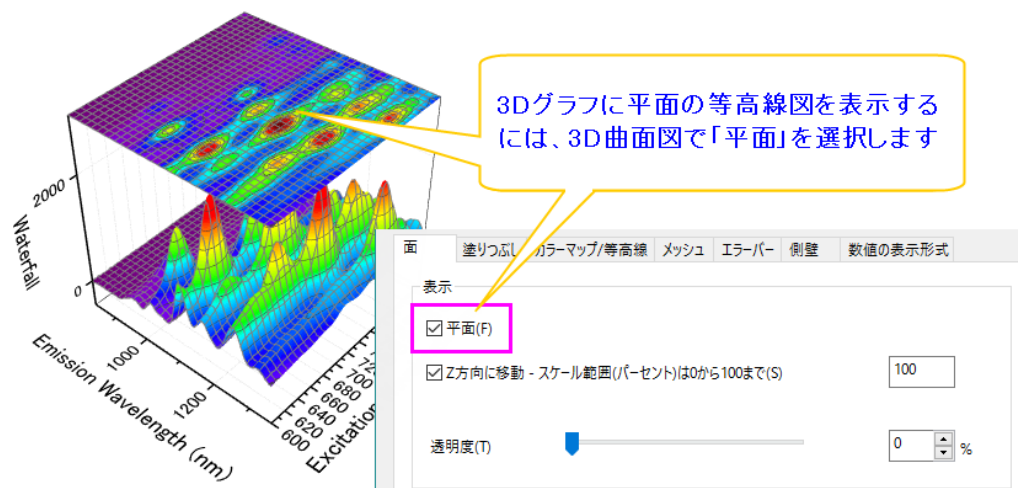 3Dグラフに平面の等高線図を表示する
には、3D曲面図で「平面」を選択します
2000
0
Waterfall
1000
1200
Emission Wavelength (nm)
600
620
640
660
680
700
Excitation
面 塗りつぶし カラーマップ/等高線 メッシュ エラーバー 側壁 数値の表示形式
表示
平面(F)
Z方向に移動 - スケール範囲(パーセント)は0から100まで(S) 100
透明度(T) 0 %